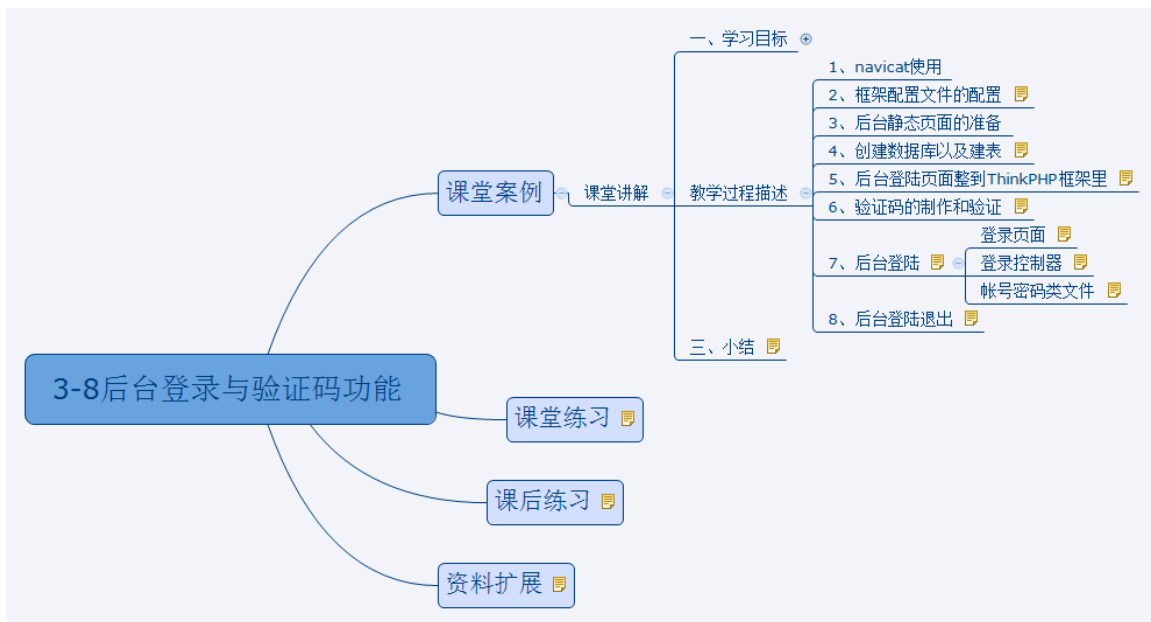 3-8后台登录与验证码功能
课堂案例
课堂讲解
一、学习目标
教学过程描述
1、navicat使用
2、框架配置文件的配置
3、后台静态页面的准备
4、创建数据库以及建表
5、后台登陆页面整到ThinkPHP框架里
6、验证码的制作和验证
7、后台登陆
登录页面
登录控制器
帐号密码类文件
8、后台登陆退出
三、小结
课堂练习
课后练习
资料扩展